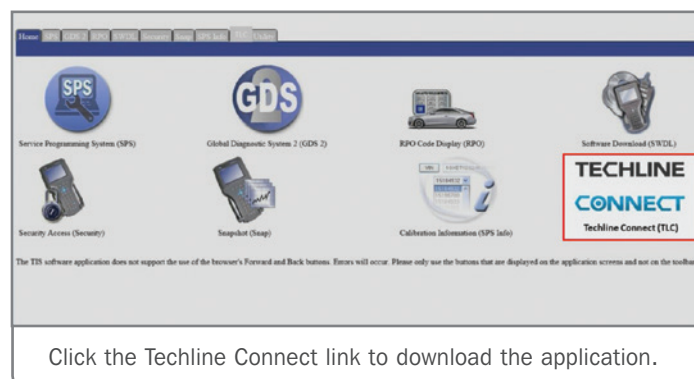 Home SPS GDS 2 RPO SWDL Security Snap SPS Info TLC Utility
SPS
GDS
2
Service Programming System (SPS)
Global Diagnostic System 2 (GDS 2)
RPO Code Display (RPO)
Software Download (SWDL)
TECHLINE
CONNECT
Security Access (Security)
Snapshot (Snap)
Calibration Information (SPS Info)
Techline Connect (TLC)
The TIS software application does not support the use of the browser's Forward and Back buttons. Errors will occur. Please only use the buttons that are displayed on the application screens and not on the toolbar
Click the Techline Connect link to download the application.